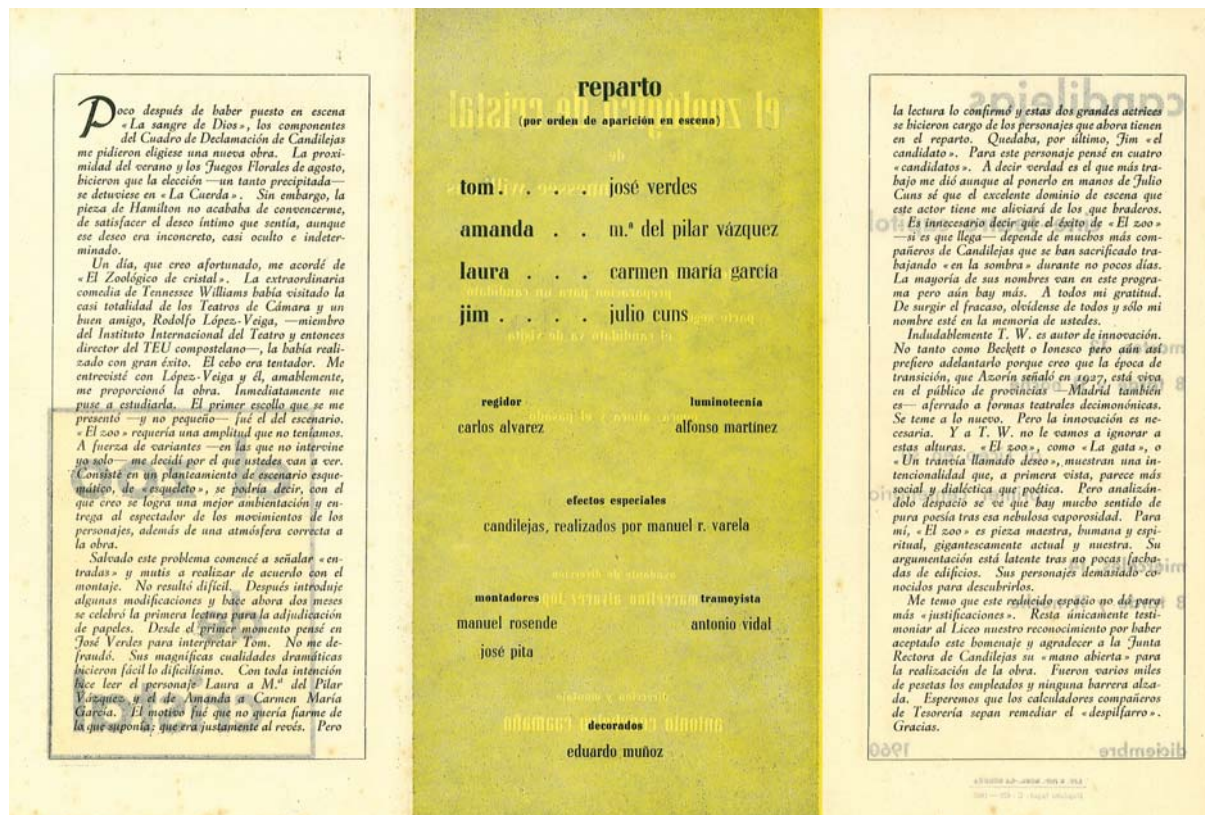 Poco después de haber puesto en escena
«La sangre de Dios», los componentes
del Cuadro de Declamación de Candilejas
me pidieron eligiese una nueva obra. La proxi-
midad del verano y los Juegos Florales de agosto,
hicieron que la elección —un tanto precipitada—
se detuviese en «La Cuerda». Sin embargo, la
pieza de Hamilton no acababa de convencerme,
de satisfacer el deseo íntimo que sentía, aunque
ese deseo era inconcreto, casi oculto e indeter-
minado.
Un día, que creo afortunado, me acordé de
«El Zoológico de cristal». La extraordinaria
comedia de Tennessee Williams había visitado la
casi totalidad de los Teatros de Cámara y un
buen amigo, Rodolfo López-Veiga, —miembro
del Instituto Internacional del Teatro y entonces
director del TEU compostelano—, la había reali-
zado con gran éxito. El cebo era tentador. Me
entrevisté con López-Veiga y él, amablemente,
me proporcionó la obra. Inmediatamente me
puse a estudiarla. El primer escollo que se me
presentó —y no pequeño— fué el del escenario.
«El zoo» requería una amplitud que no teníamos.
A fuerza de variantes —en las que no intervine
yo solo— me decidí por el que ustedes van a ver.
Consiste en un planteamiento de escenario esque-
mático, de «esqueleto», se podría decir, con el
que creo se logra una mejor ambientación y en-
trega al espectador de los movimientos de los
personajes, además de una atmósfera correcta a
la obra.
Salvado este problema comencé a señalar «en-
tradas» y mutis a realizar de acuerdo con el
montaje. No resultó difícil. Después introduje
algunas modificaciones y hace ahora dos meses
se celebró la primera lectura para la adjudicación
de papeles. Desde el primer momento pensé en
José Verdes para interpretar Tom. No me de-
fraudó. Sus magníficas cualidades dramáticas
hicieron fácil lo dificilísimo. Con toda intención
hice leer el personaje Laura a M.ª del Pilar
Vázquez y el de Amanda a Carmen María
García. El motivo fué que no quería fiarme de
lo que suponía: que era justamente al revés. Pero
reparto
(por orden de aparición en escena)
tom. . . . josé verdes
amanda . . m.ª del pilar vázquez
laura . . . carmen maría garcía
jim . . . . julio cuns
regidor luminotecnia
carlos alvarez alfonso martínez
efectos especiales
candilejas, realizados por manuel r. varela
montadores tramoyista
manuel rosende antonio vidal
josé pita
decorados
eduardo muñoz
la lectura lo confirmó y estas dos grandes actrices
se hicieron cargo de los personajes que ahora tienen
en el reparto. Quedaba, por último, Jim «el
candidato». Para este personaje pensé en cuatro
«candidatos». A decir verdad es el que más tra-
bajo me dió aunque al ponerlo en manos de Julio
Cuns sé que el excelente dominio de escena que
este actor tiene me aliviará de los que braderos.
Es innecesario decir que el éxito de «El zoo»
—si es que llega— depende de muchos más com-
pañeros de Candilejas que se han sacrificado tra-
bajando «en la sombra» durante no pocos días.
La mayoría de sus nombres van en este progra-
ma pero aún hay más. A todos mi gratitud.
De surgir el fracaso, olvídense de todos y sólo mi
nombre esté en la memoria de ustedes.
Indudablemente T. W. es autor de innovación.
No tanto como Beckett o Ionesco pero aún así
prefiero adelantarlo porque creo que la época de
transición, que Azorín señaló en 1927, está viva
en el público de provincias —Madrid también
es— aferrado a formas teatrales decimonónicas.
Se teme a lo nuevo. Pero la innovación es ne-
cesaria. Y a T. W. no le vamos a ignorar a
estas alturas. «El zoo», como «La gata», o
«Un tranvía llamado deseo», muestran una in-
tencionalidad que, a primera vista, parece más
social y dialéctica que poética. Pero analizán-
dolo despacio se ve que hay mucho sentido de
pura poesía tras esa nebulosa vaporosidad. Para
mí, «El zoo» es pieza maestra, humana y espi-
ritual, gigantescamente actual y nuestra. Su
argumentación está latente tras no pocas facha-
das de edificios. Sus personajes demasiado co-
nocidos para descubrirlos.
Me temo que este reducido espacio no dá para
más «justificaciones». Resta únicamente testi-
moniar al Liceo nuestro reconocimiento por haber
aceptado este homenaje y agradecer a la Junta
Rectora de Candilejas su «mano abierta» para
la realización de la obra. Fueron varios miles
de pesetas los empleados y ninguna barrera alza-
da. Esperemos que los calculadores compañeros
de Tesorería sepan remediar el «despilfarro».
Gracias.